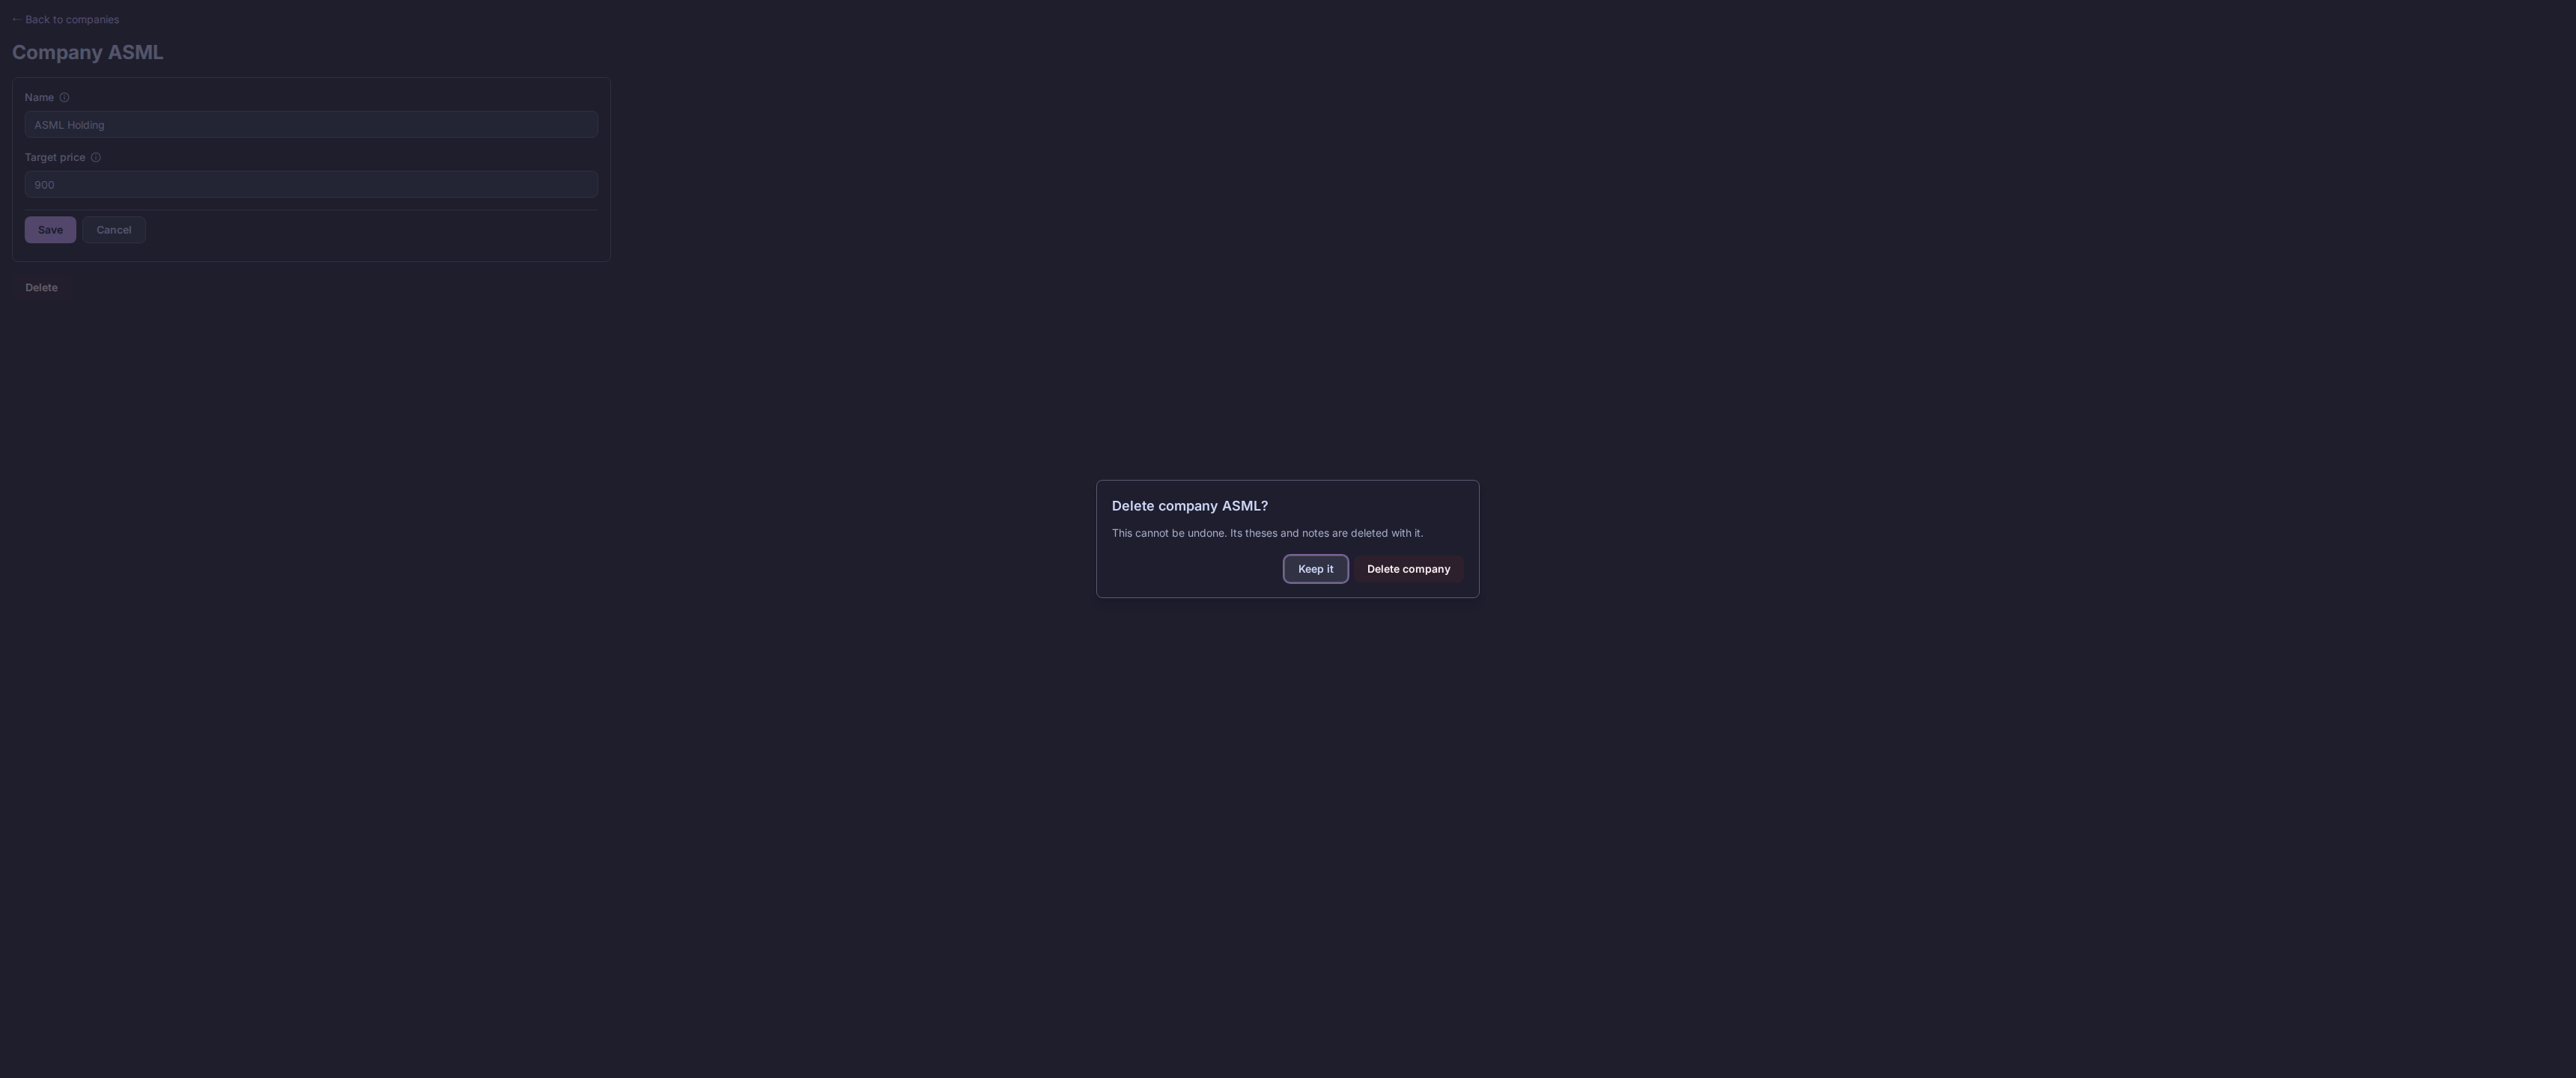 ← Back to companies
Company ASML
Name
ASML Holding
Target price
900
Save Cancel
Delete
Delete company ASML?
This cannot be undone. Its theses and notes are deleted with it.
Keep it Delete company